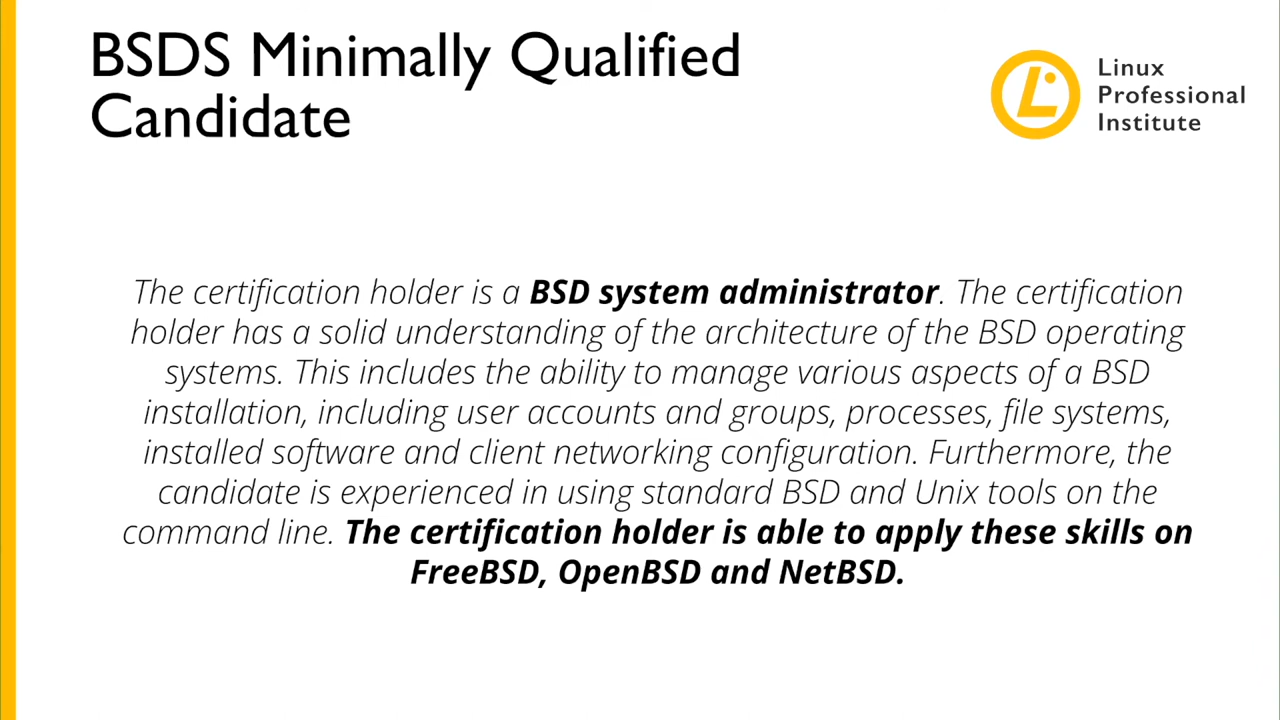 BSDS Minimally Qualified
Candidate
Linux
Professional
Institute
The certification holder is a BSD system administrator. The certification
holder has a solid understanding of the architecture of the BSD operating
systems. This includes the ability to manage various aspects of a BSD
installation, including user accounts and groups, processes, file systems,
installed software and client networking configuration. Furthermore, the
candidate is experienced in using standard BSD and Unix tools on the
command line. The certification holder is able to apply these skills on
FreeBSD, OpenBSD and NetBSD.